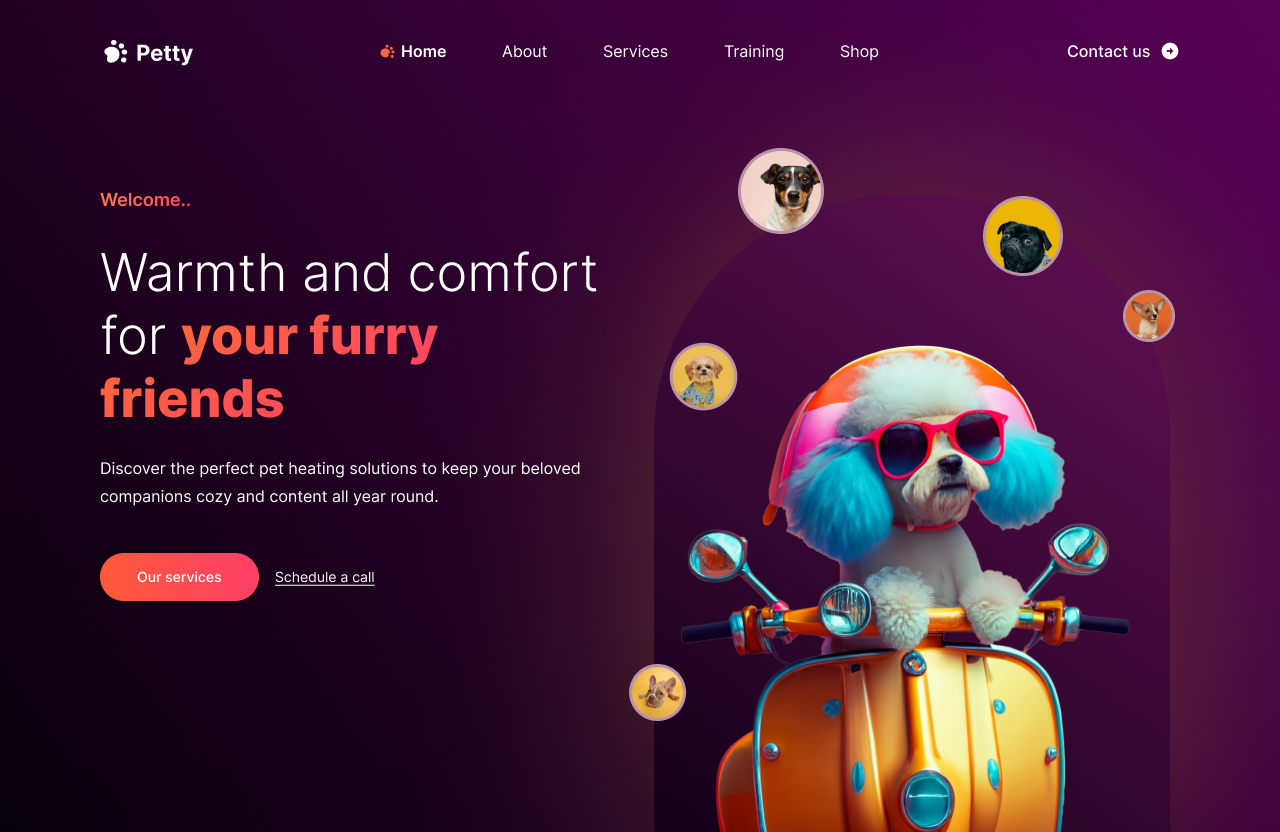 Petty
Home
About
Services
Training
Shop
Contact us
Welcome..
Warmth and comfort
for your furry
friends
Discover the perfect pet heating solutions to keep your beloved
companions cozy and content all year round.
Our services
Schedule a call